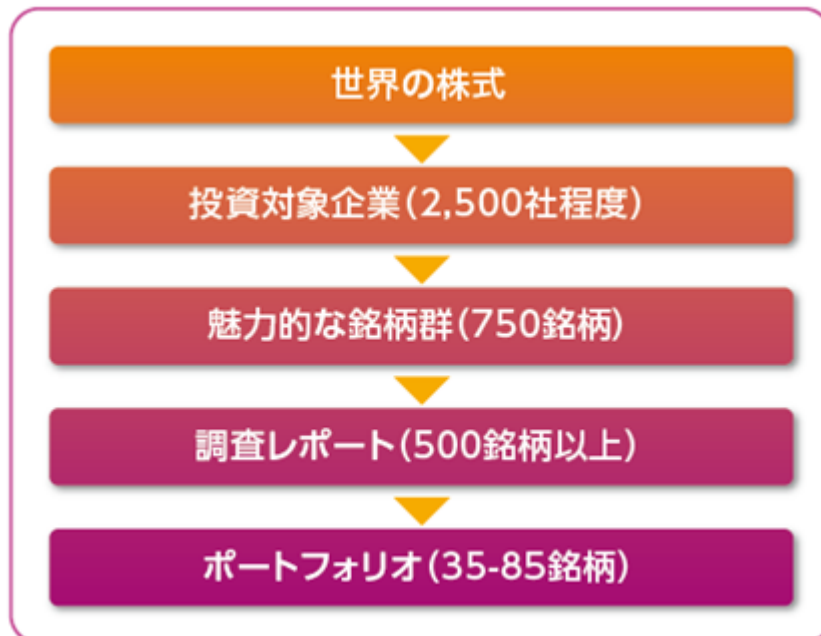 世界の株式
投資対象企業(2,500社程度)
魅力的な銘柄群(750銘柄)
調査レポート(500銘柄以上)
ポートフォリオ(35-85銘柄)